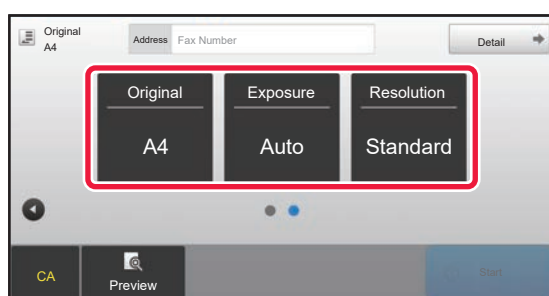 Original
A4
Address Fax Number
Detail
Original Exposure Resolution
A4 Auto Standard
CA
Preview
Start